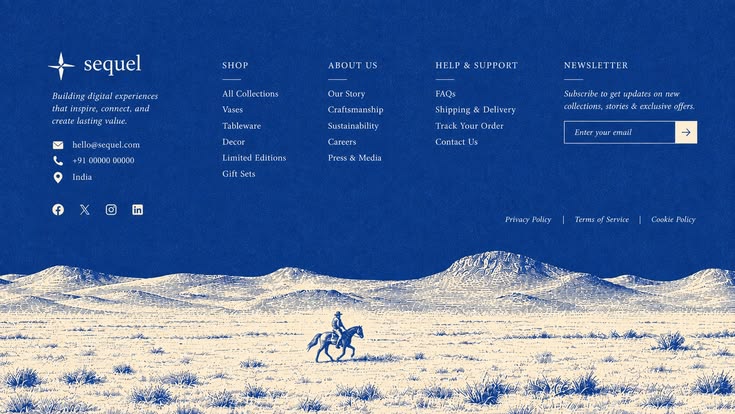 sequel
Building digital experiences
that inspire, connect, and
create lasting value.
hello@sequel.com
+91 00000 00000
India
SHOP
All Collections
Vases
Tableware
Decor
Limited Editions
Gift Sets
ABOUT US
Our Story
Craftsmanship
Sustainability
Careers
Press & Media
HELP & SUPPORT
FAQs
Shipping & Delivery
Track Your Order
Contact Us
NEWSLETTER
Subscribe to get updates on new
collections, stories & exclusive offers.
Enter your email
Privacy Policy | Terms of Service | Cookie Policy